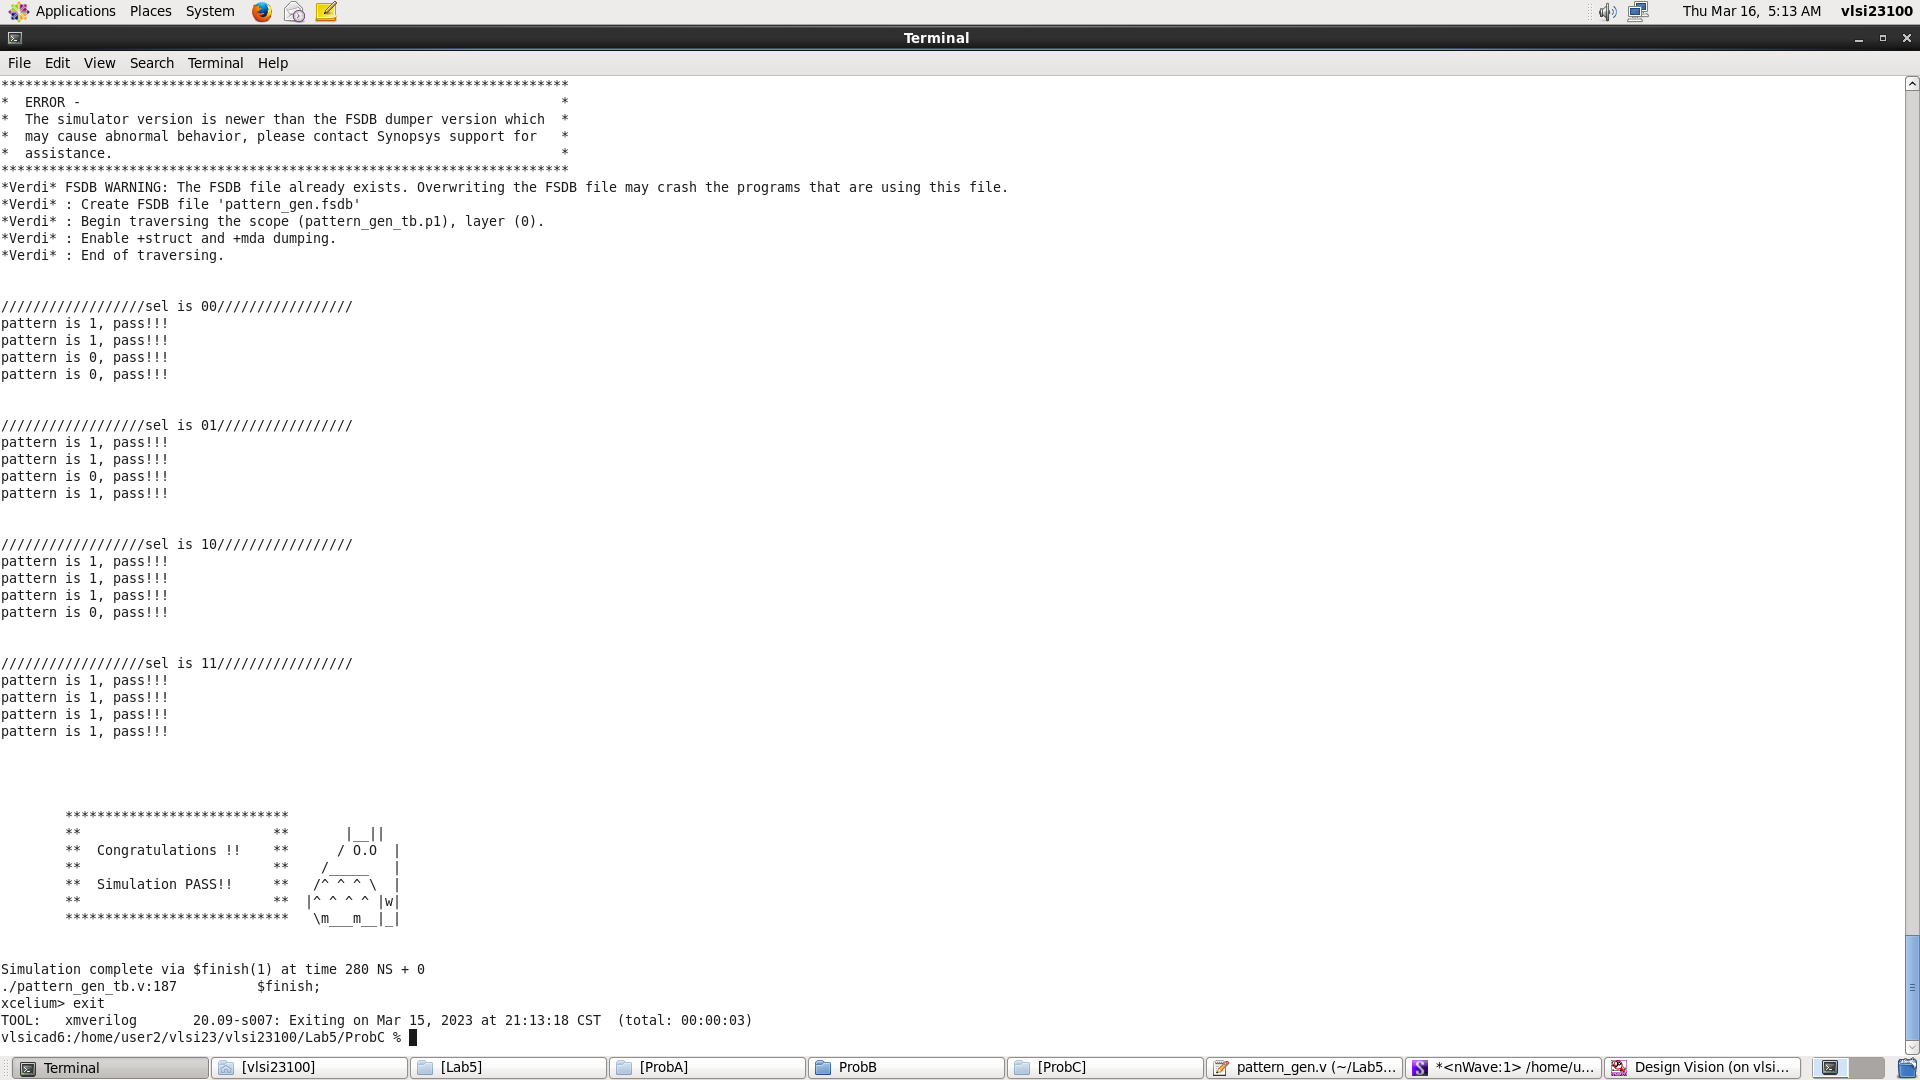 Applications Places System Thu Mar 16, 5:13 AM vlsi23100
Terminal
File Edit View Search Terminal Help
***********************************************************************
*  ERROR -                                                            *
*  The simulator version is newer than the FSDB dumper version which  *
*  may cause abnormal behavior, please contact Synopsys support for   *
*  assistance.                                                        *
***********************************************************************
*Verdi* FSDB WARNING: The FSDB file already exists. Overwriting the FSDB file may crash the programs that are using this file.
*Verdi* : Create FSDB file 'pattern_gen.fsdb'
*Verdi* : Begin traversing the scope (pattern_gen_tb.p1), layer (0).
*Verdi* : Enable +struct and +mda dumping.
*Verdi* : End of traversing.
//////////////////sel is 00/////////////////
pattern is 1, pass!!!
pattern is 1, pass!!!
pattern is 0, pass!!!
pattern is 0, pass!!!
//////////////////sel is 01/////////////////
pattern is 1, pass!!!
pattern is 1, pass!!!
pattern is 0, pass!!!
pattern is 1, pass!!!
//////////////////sel is 10/////////////////
pattern is 1, pass!!!
pattern is 1, pass!!!
pattern is 1, pass!!!
pattern is 0, pass!!!
//////////////////sel is 11/////////////////
pattern is 1, pass!!!
pattern is 1, pass!!!
pattern is 1, pass!!!
pattern is 1, pass!!!
        ****************************
        **                        **       |__||
        **  Congratulations !!    **      / O.O  |
        **                        **    /_____   |
        **  Simulation PASS!!     **   /^ ^ ^ \  |
        **                        **  |^ ^ ^ ^ |w|
        ****************************   \m___m__|_|
Simulation complete via $finish(1) at time 280 NS + 0
./pattern_gen_tb.v:187          $finish;
xcelium> exit
TOOL:   xmverilog       20.09-s007: Exiting on Mar 15, 2023 at 21:13:18 CST  (total: 00:00:03)
vlsicad6:/home/user2/vlsi23/vlsi23100/Lab5/ProbC %
Terminal [vlsi23100] [Lab5] [ProbA] ProbB [ProbC] pattern_gen.v (~/Lab5... *<nWave:1> /home/u... Design Vision (on vlsi...